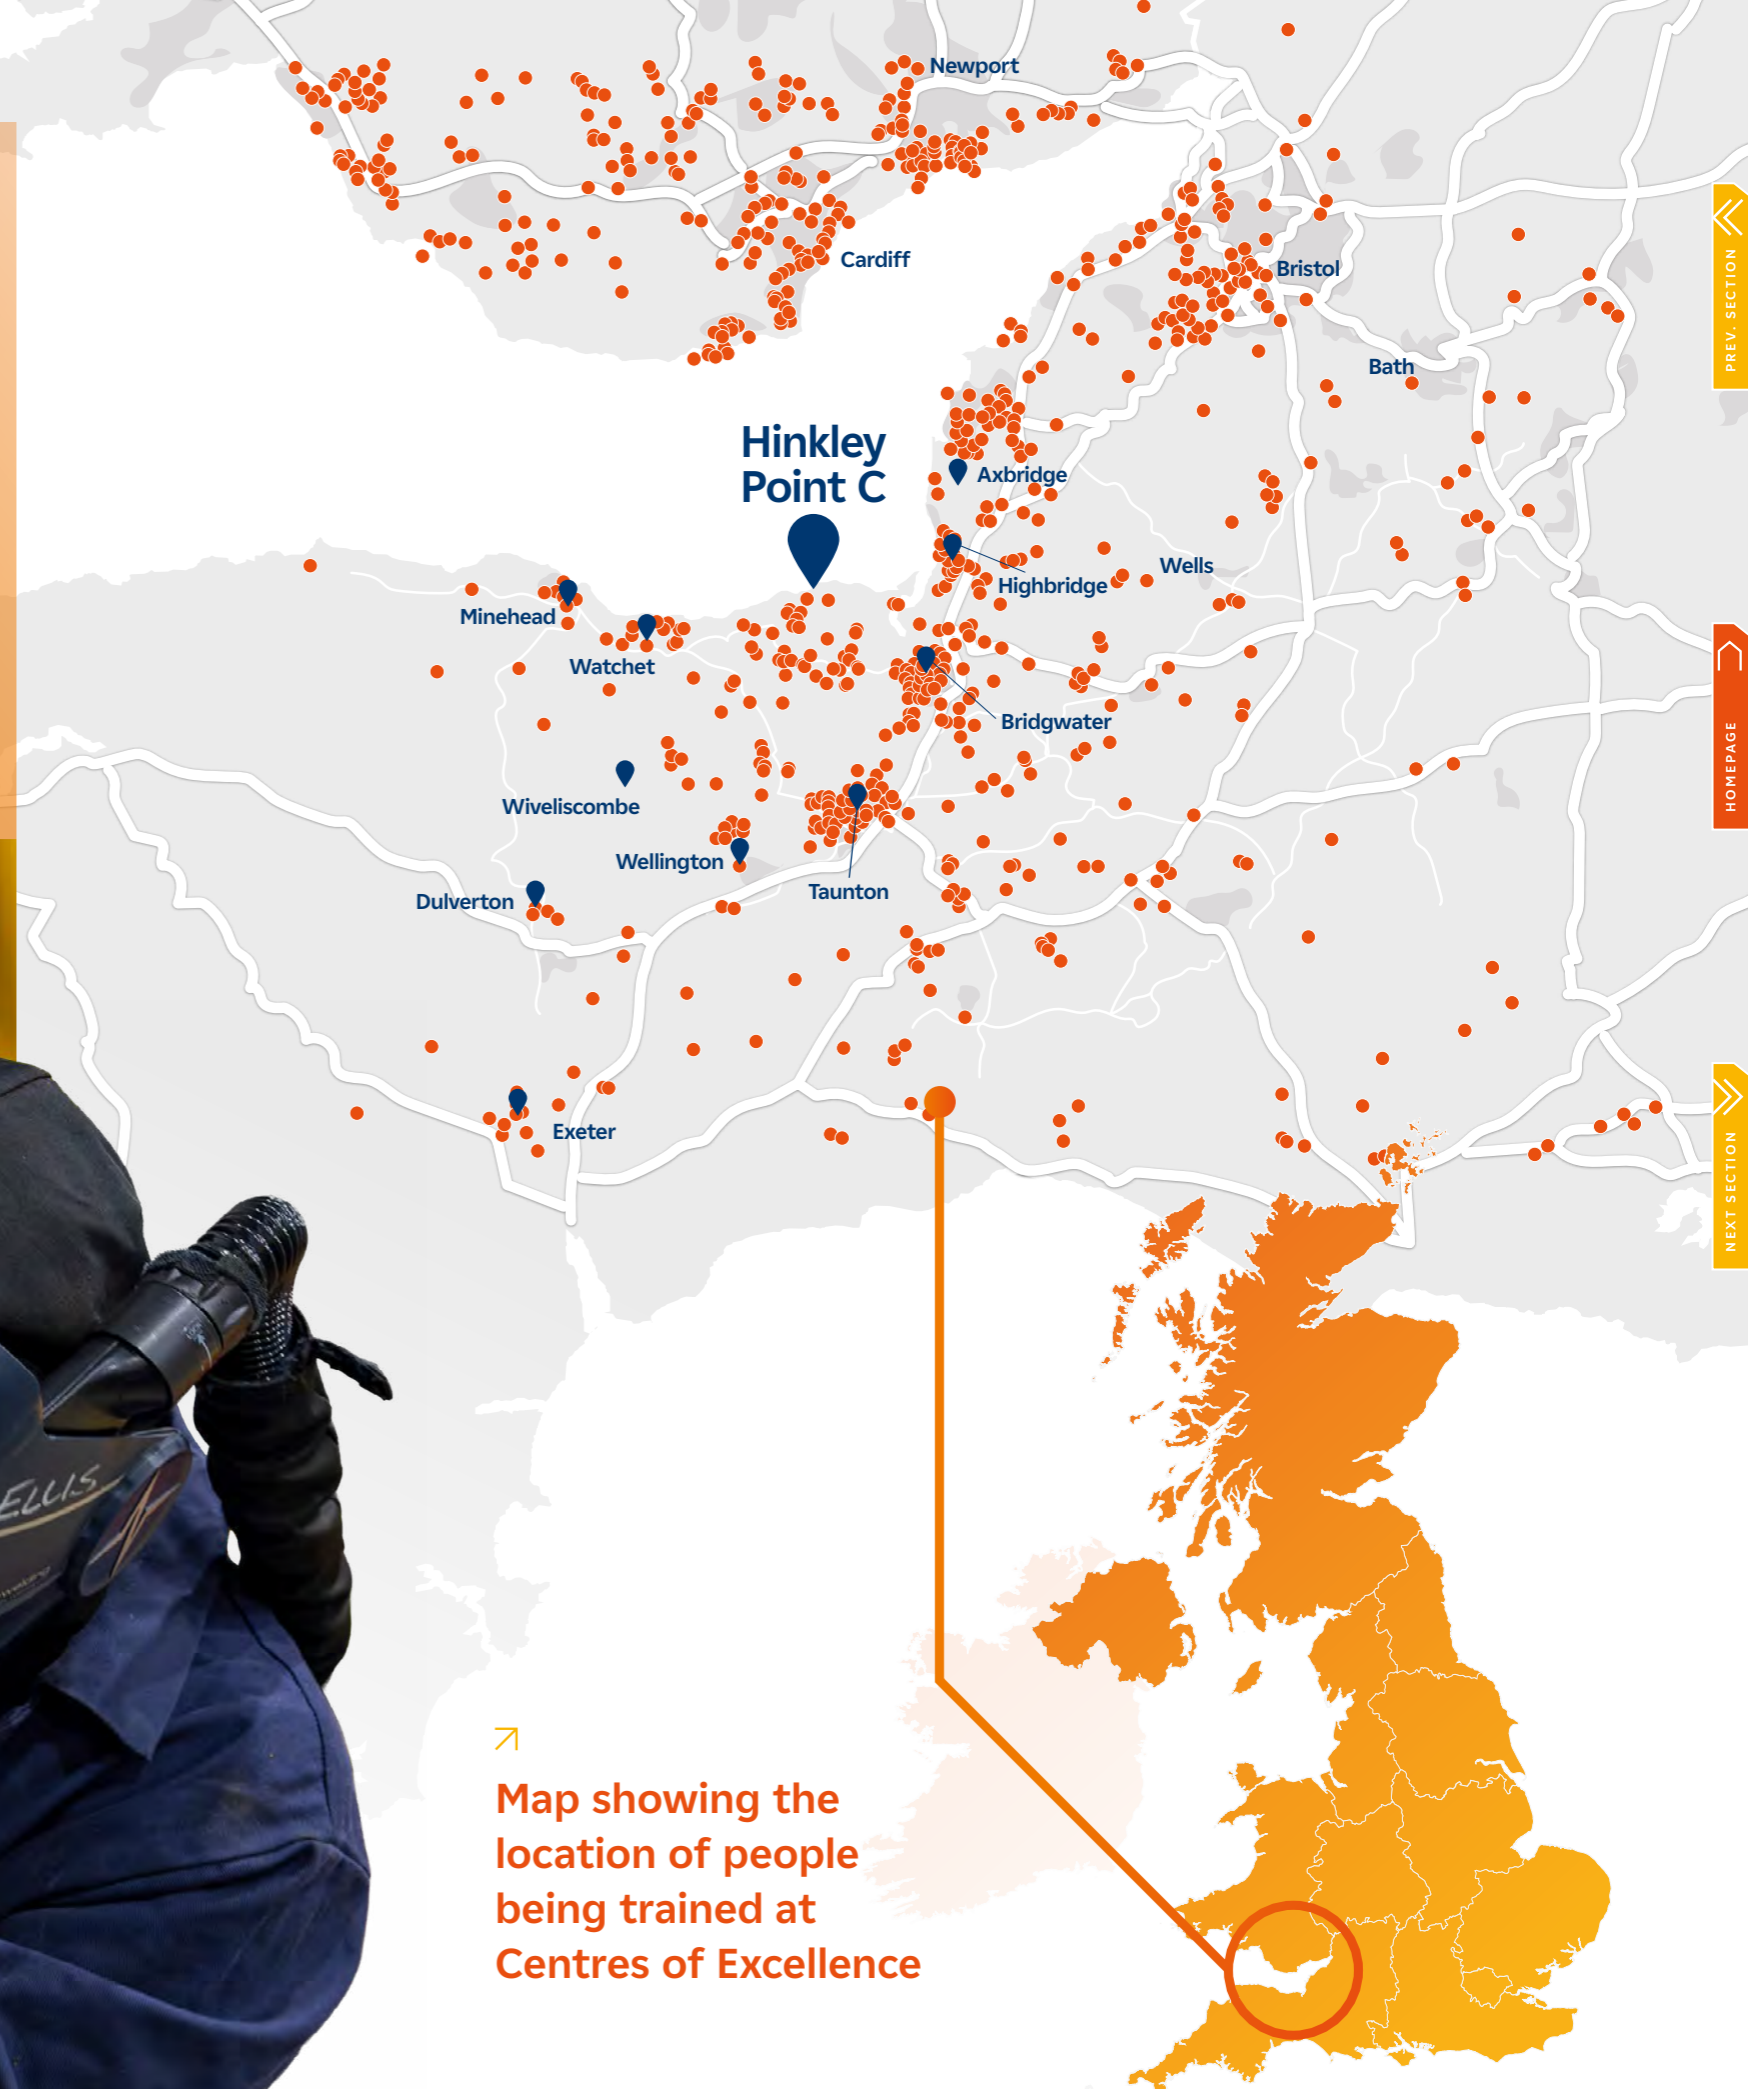 Newport
Cardiff
Bristol
Bath
Hinkley
Point C
Axbridge
Wells
Highbridge
Minehead
Watchet
Bridgwater
Wiveliscombe
Wellington
Taunton
Dulverton
Exeter
PREV. SECTION
HOMEPAGE
NEXT SECTION
ELLIS
Map showing the
location of people
being trained at
Centres of Excellence